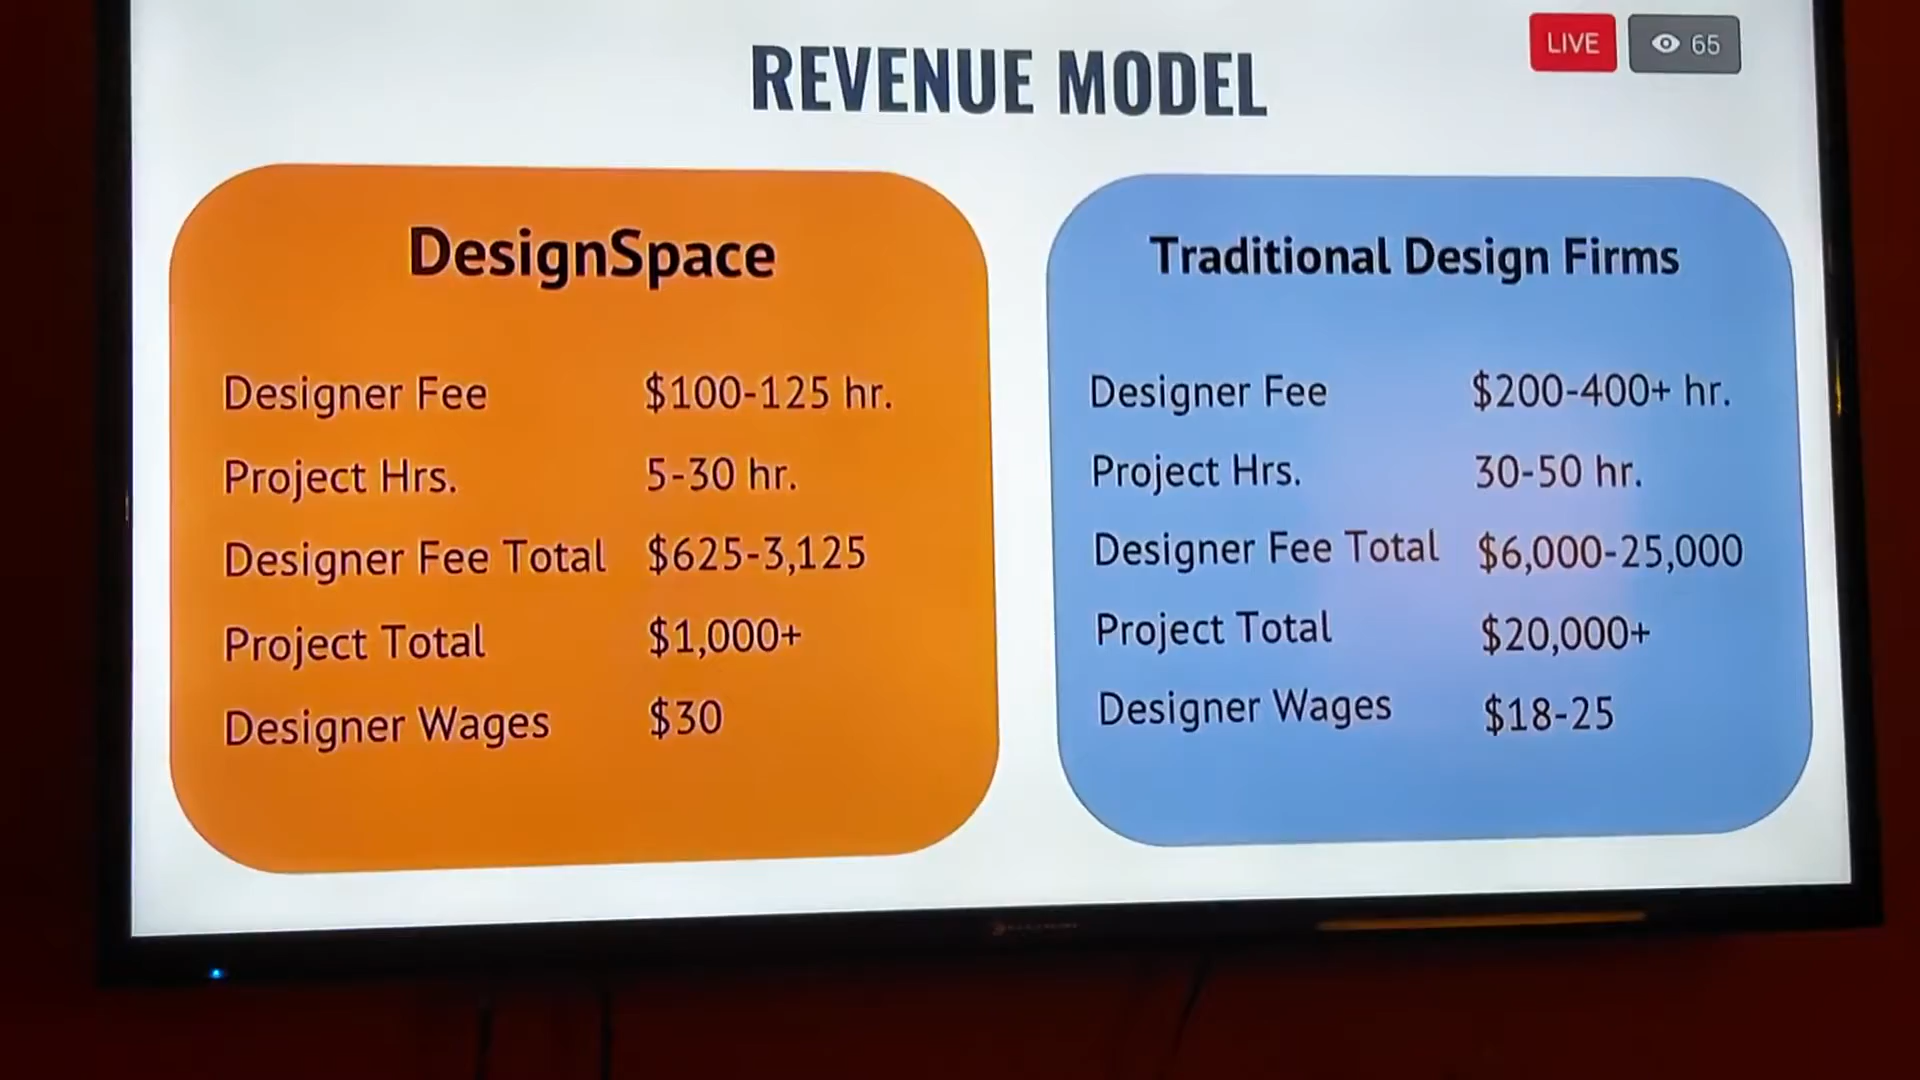 LIVE
65
REVENUE MODEL
DesignSpace
Designer Fee $100-125 hr.
Project Hrs. 5-30 hr.
Designer Fee Total $625-3,125
Project Total $1,000+
Designer Wages $30
Traditional Design Firms
Designer Fee $200-400+ hr.
Project Hrs. 30-50 hr.
Designer Fee Total $6,000-25,000
Project Total $20,000+
Designer Wages $18-25